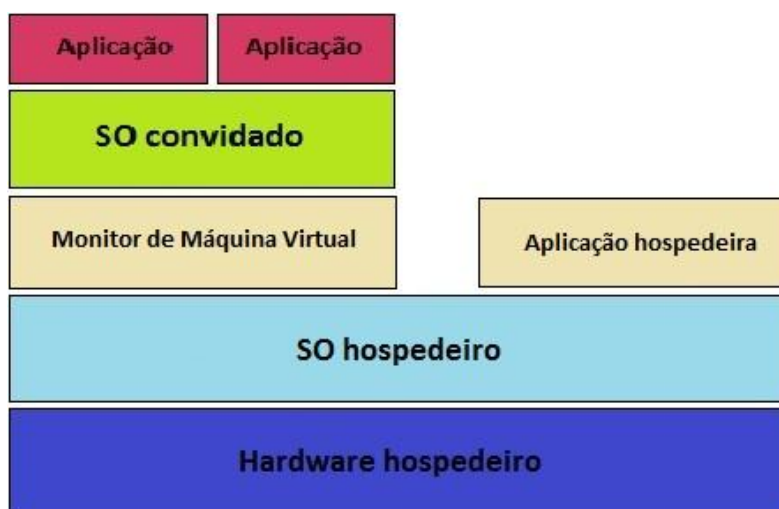 Aplicação
Aplicação
SO convidado
Monitor de Máquina Virtual
Aplicação hospedeira
SO hospedeiro
Hardware hospedeiro